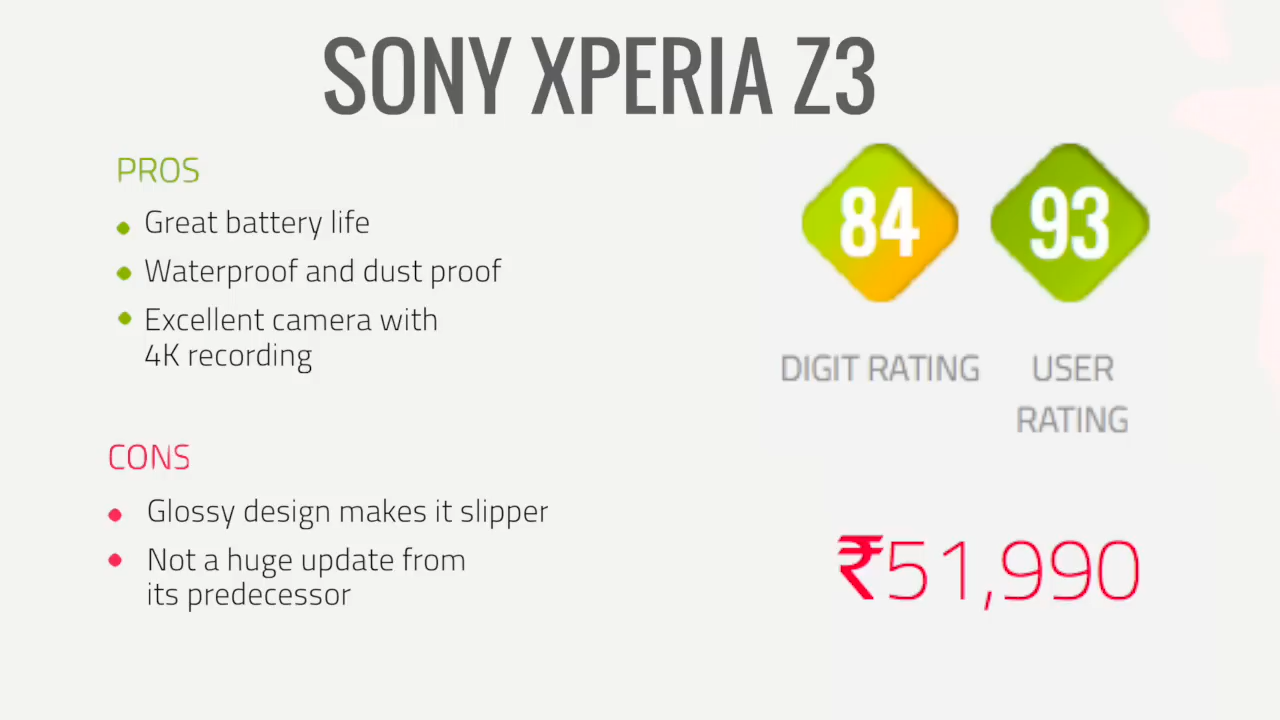 SONY XPERIA Z3
PROS
Great battery life
Waterproof and dust proof
Excellent camera with
4K recording
CONS
Glossy design makes it slipper
Not a huge update from
its predecessor
84
93
DIGIT RATING
USER
RATING
₹51,990